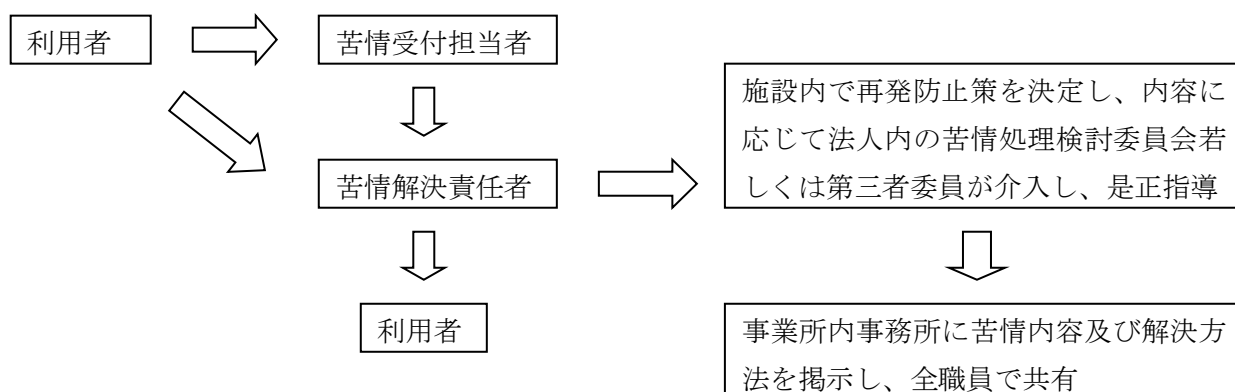 利用者
苦情受付担当者
施設内で再発防止策を決定し、内容に
応じて法人内の苦情処理検討委員会若
しくは第三者委員が介入し、是正指導
苦情解決責任者
利用者
事業所内事務所に苦情内容及び解決方
法を掲示し、全職員で共有